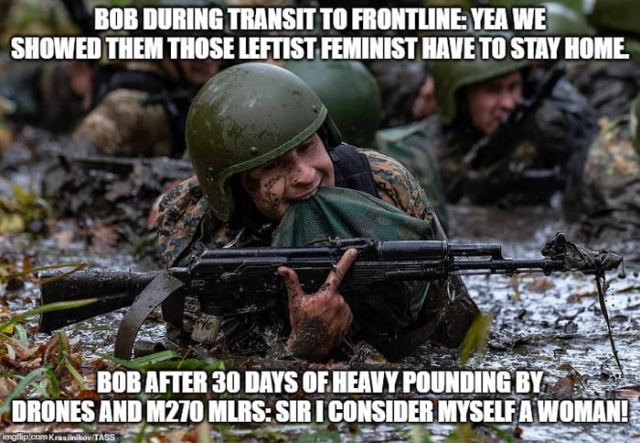 BOB DURING TRANSIT TO FRONTLINE: YEA WE
SHOWED THEM THOSE LEFTIST FEMINIST HAVE TO STAY HOME.
BOB AFTER 30 DAYS OF HEAVY POUNDING BY
DRONES AND M270 MLRS: SIR I CONSIDER MYSELF A WOMAN!
imgflip.com Krasilnikov/TASS